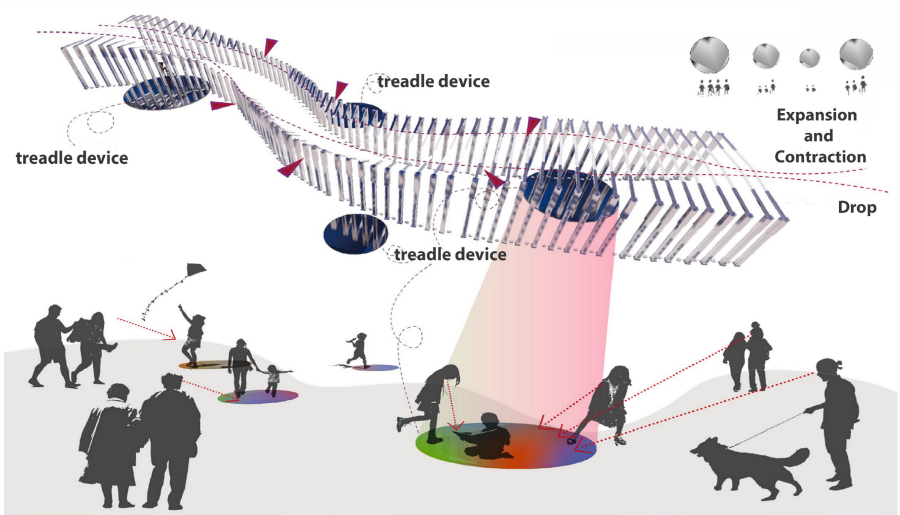 treadle device
treadle device
Expansion
and
Contraction
Drop
treadle device